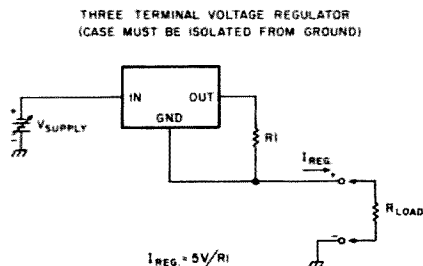 THREE TERMINAL VOLTAGE REGULATOR
(CASE MUST BE ISOLATED FROM GROUND)
IN
OUT
GND
+
VSUPPLY
-
R1
IREG.
+
RLOAD
-
IREG. = 5V/R1